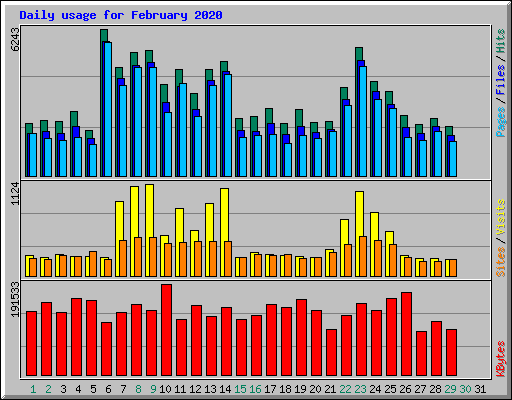 Daily usage for February 2020
6243
Pages / Files / Hits
1124
Sites / Visits
191533
KBytes
1 2 3 4 5 6 7 8 9 10 11 12 13 14 15 16 17 18 19 20 21 22 23 24 25 26 27 28 29 30 31